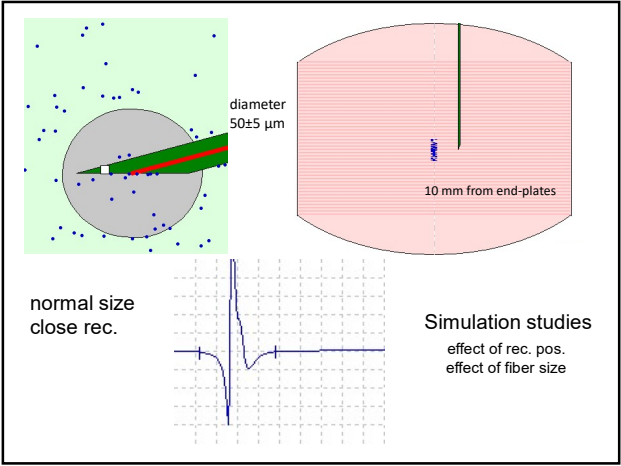 diameter
50±5 µm
10 mm from end-plates
normal size
close rec.
Simulation studies
effect of rec. pos.
effect of fiber size